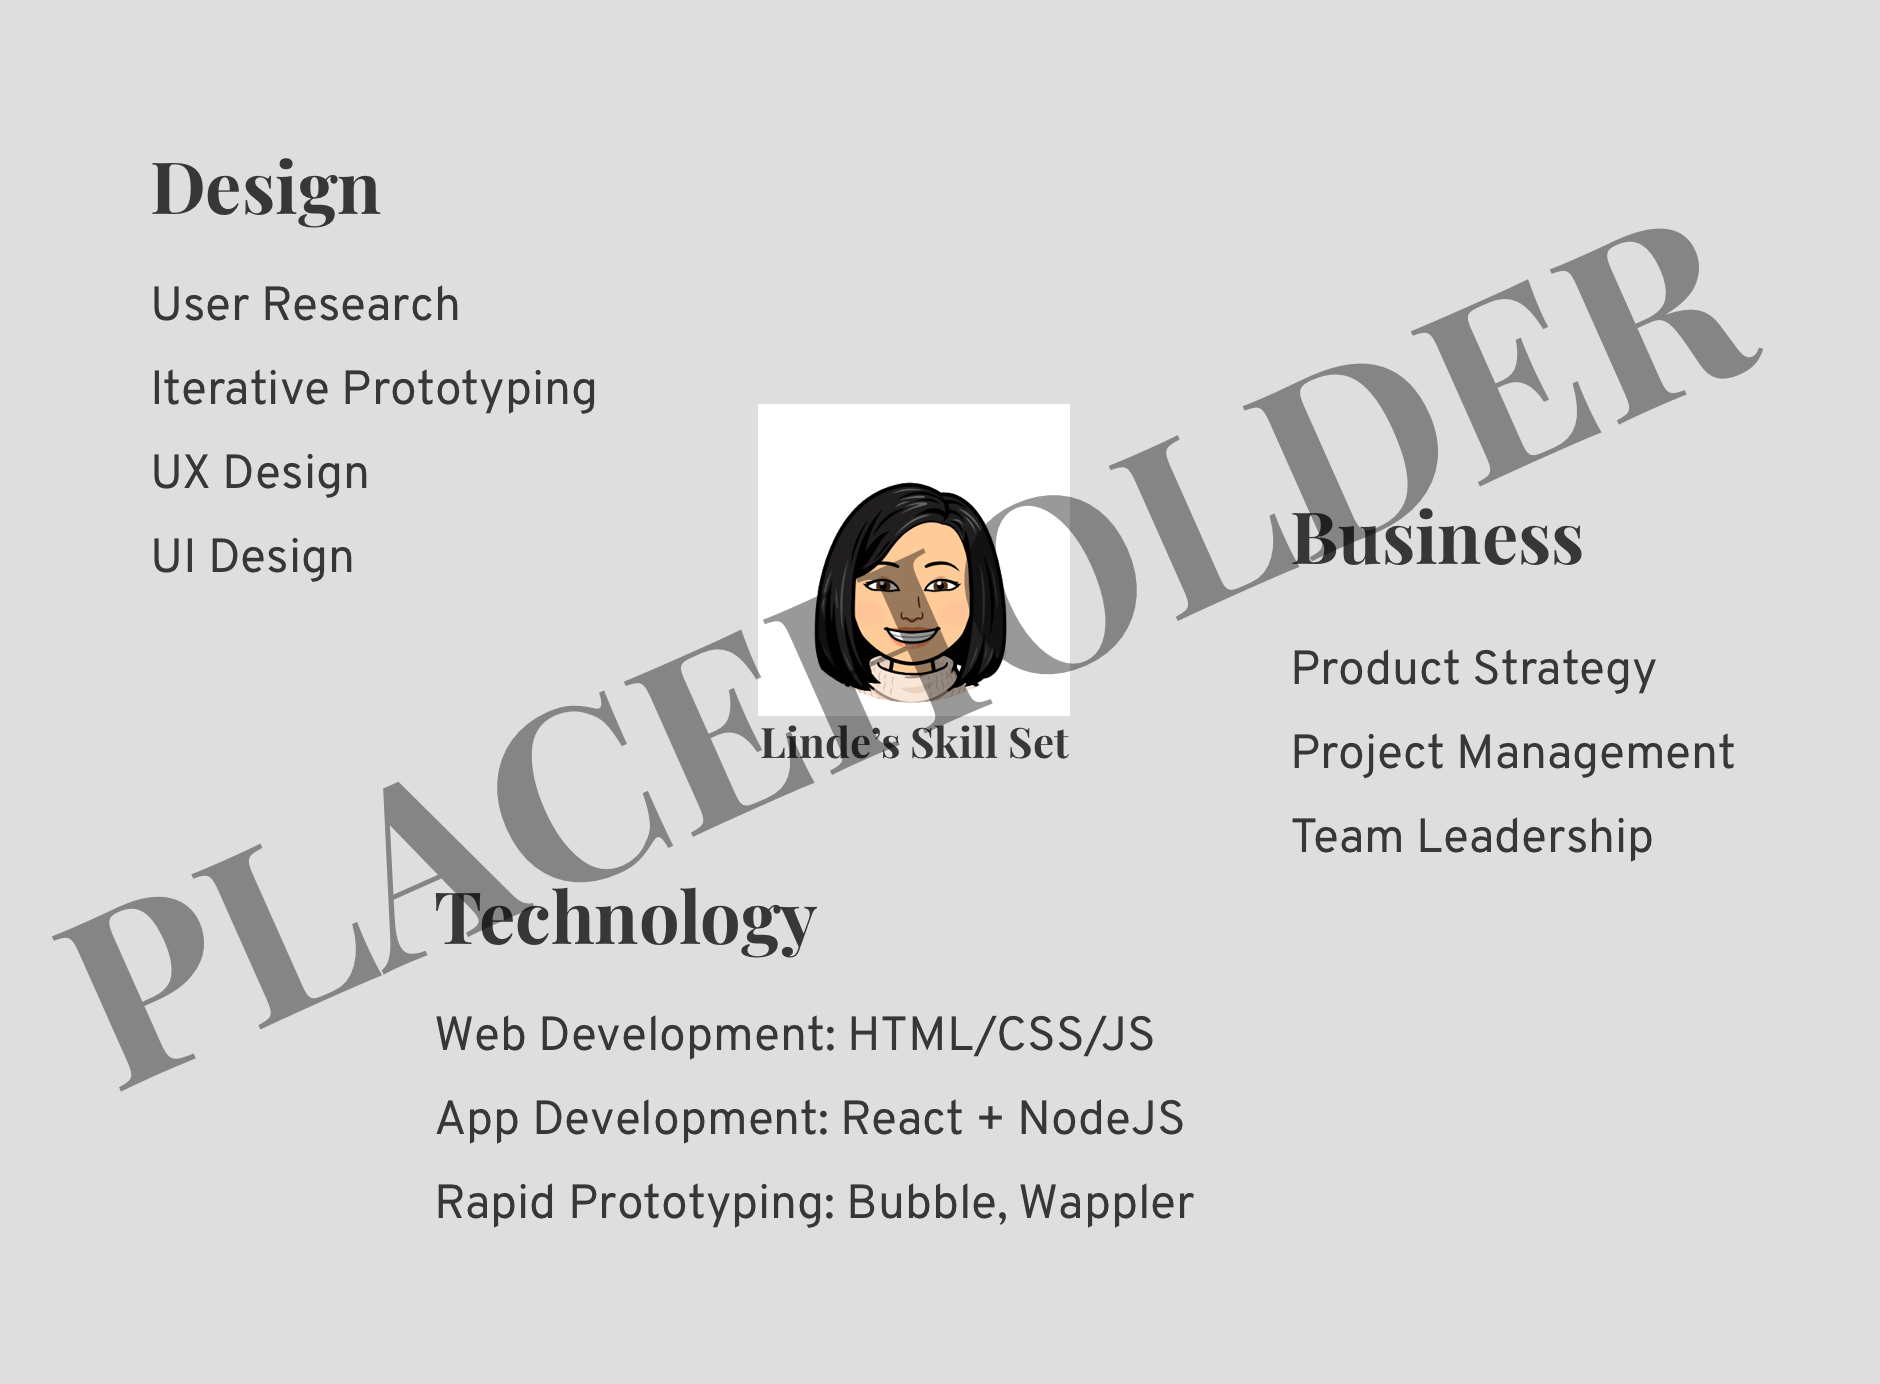 Design
User Research
Iterative Prototyping
UX Design
UI Design
PLACEHOLDER
Linde’s Skill Set
Business
Product Strategy
Project Management
Team Leadership
Technology
Web Development: HTML/CSS/JS
App Development: React + NodeJS
Rapid Prototyping: Bubble, Wappler